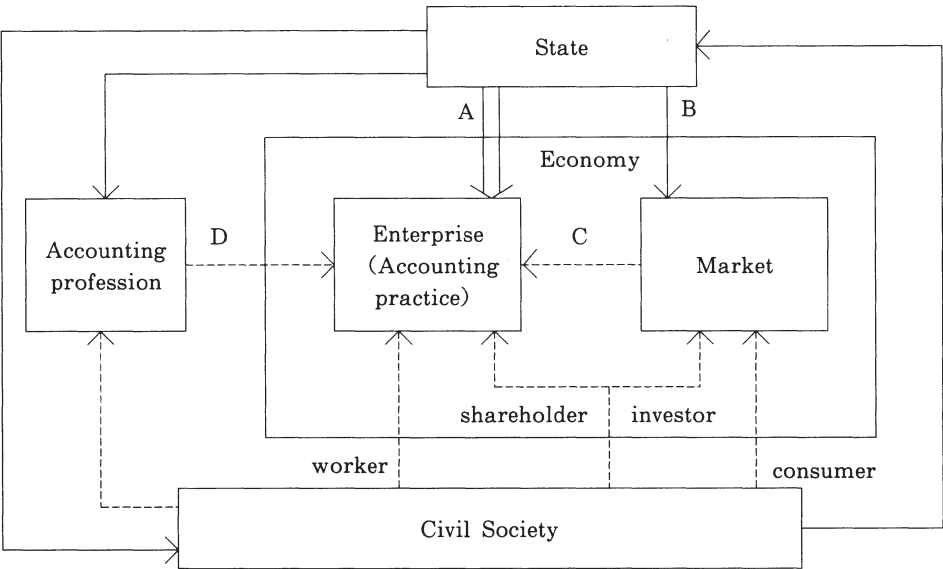 State
A
B
Economy
Accounting
profession
D
Enterprise
(Accounting
practice)
C
Market
shareholder
investor
worker
consumer
Civil Society